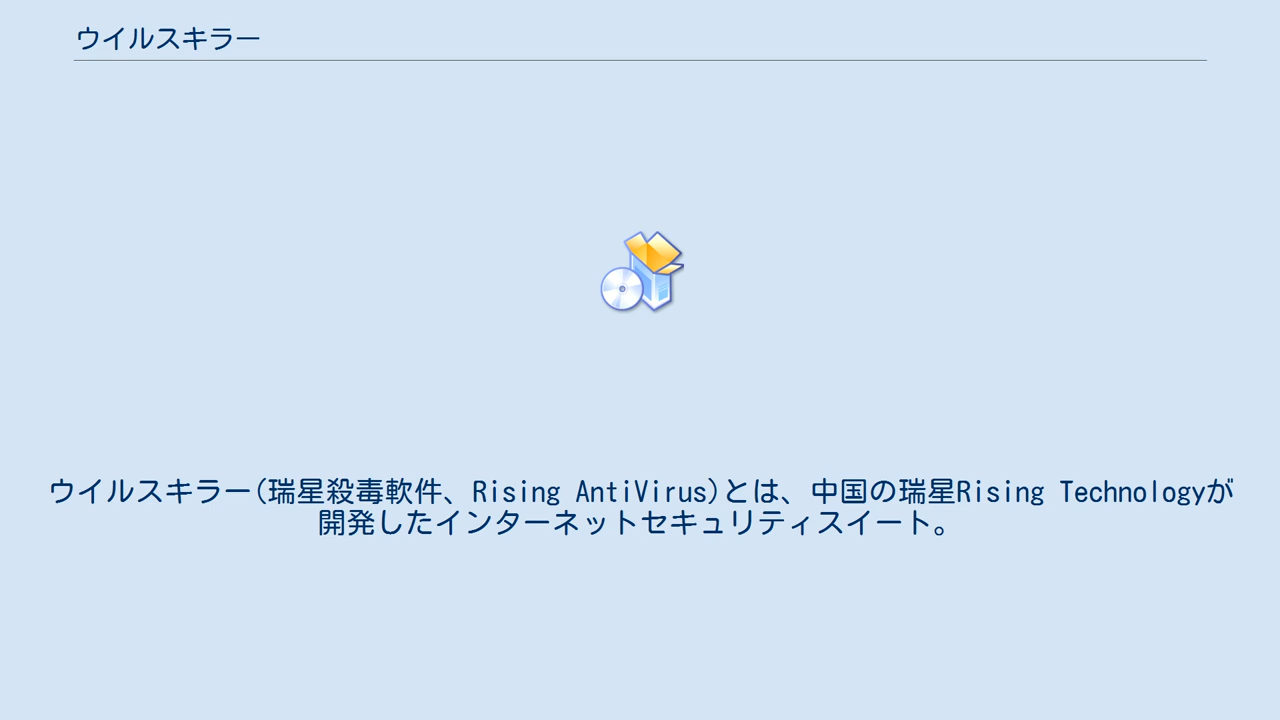 ウイルスキラー
ウイルスキラー(瑞星殺毒軟件、Rising AntiVirus)とは、中国の瑞星Rising Technologyが
開発したインターネットセキュリティスイート。